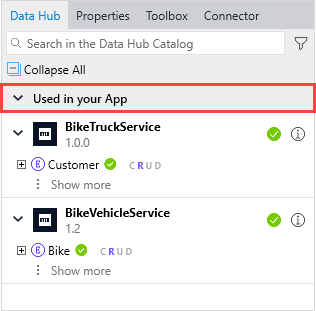 Data Hub Properties Toolbox Connector
Search in the Data Hub Catalog
Collapse All
Used in your App
BikeTruckService
1.0.0
E Customer CRUD
Show more
BikeVehicleService
1.2
E Bike CRUD
Show more